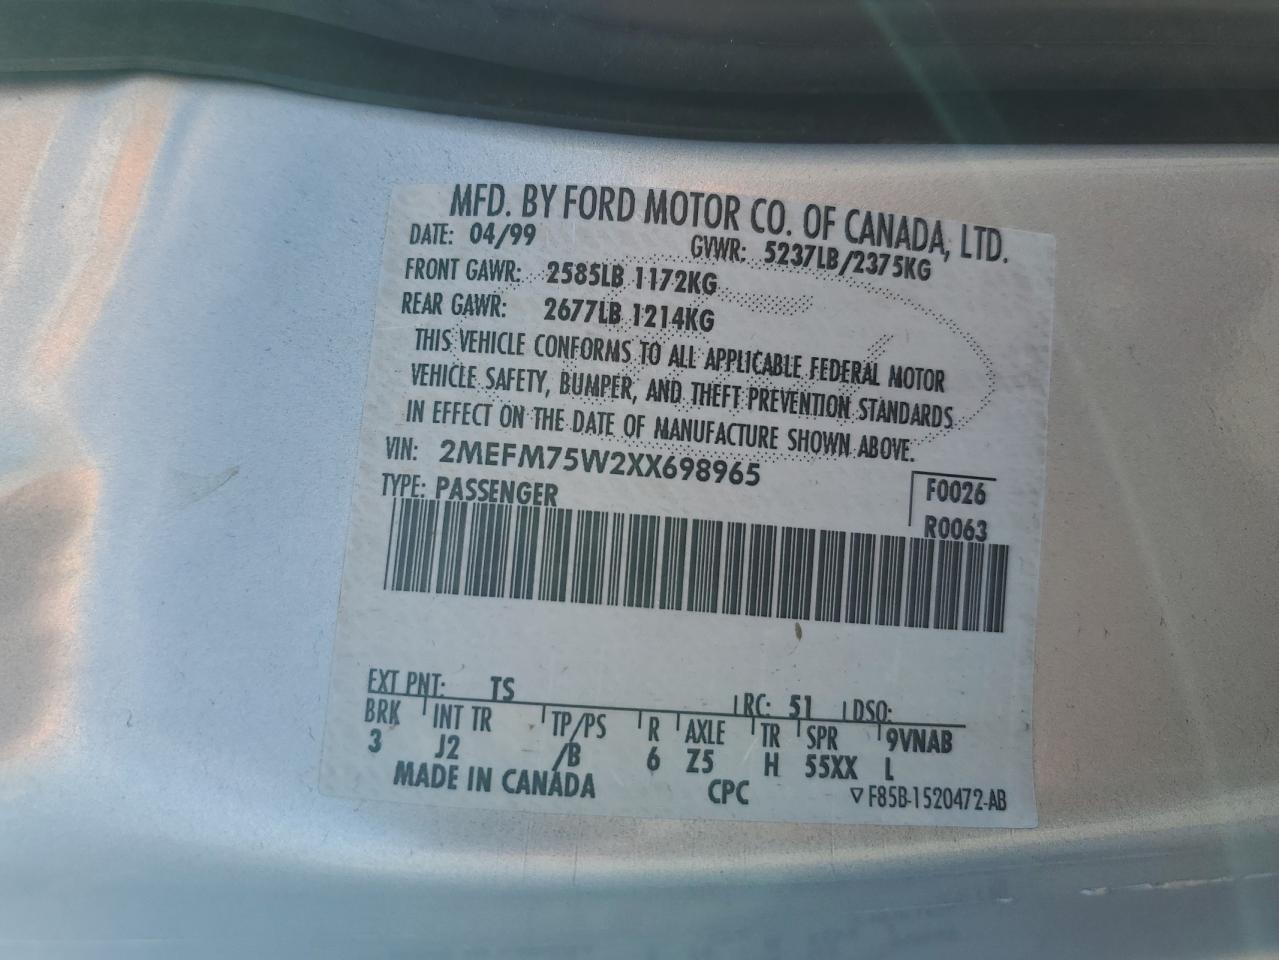 MFD. BY FORD MOTOR CO. OF CANADA, LTD.
DATE: 04/99 GVWR: 5237LB/2375KG
FRONT GAWR: 2585LB 1172KG
REAR GAWR: 2677LB 1214KG
THIS VEHICLE CONFORMS TO ALL APPLICABLE FEDERAL MOTOR
VEHICLE SAFETY, BUMPER, AND THEFT PREVENTION STANDARDS
IN EFFECT ON THE DATE OF MANUFACTURE SHOWN ABOVE.
VIN: 2MEFM75W2XX698965
TYPE: PASSENGER
F0026
R0063
EXT PNT: TS RC: 51 DSO:
BRK INT TR TP/PS R AXLE TR SPR 9VNAB
3 J2 /B 6 Z5 H 55XX L
MADE IN CANADA CPC ▽ F85B-1520472-AB